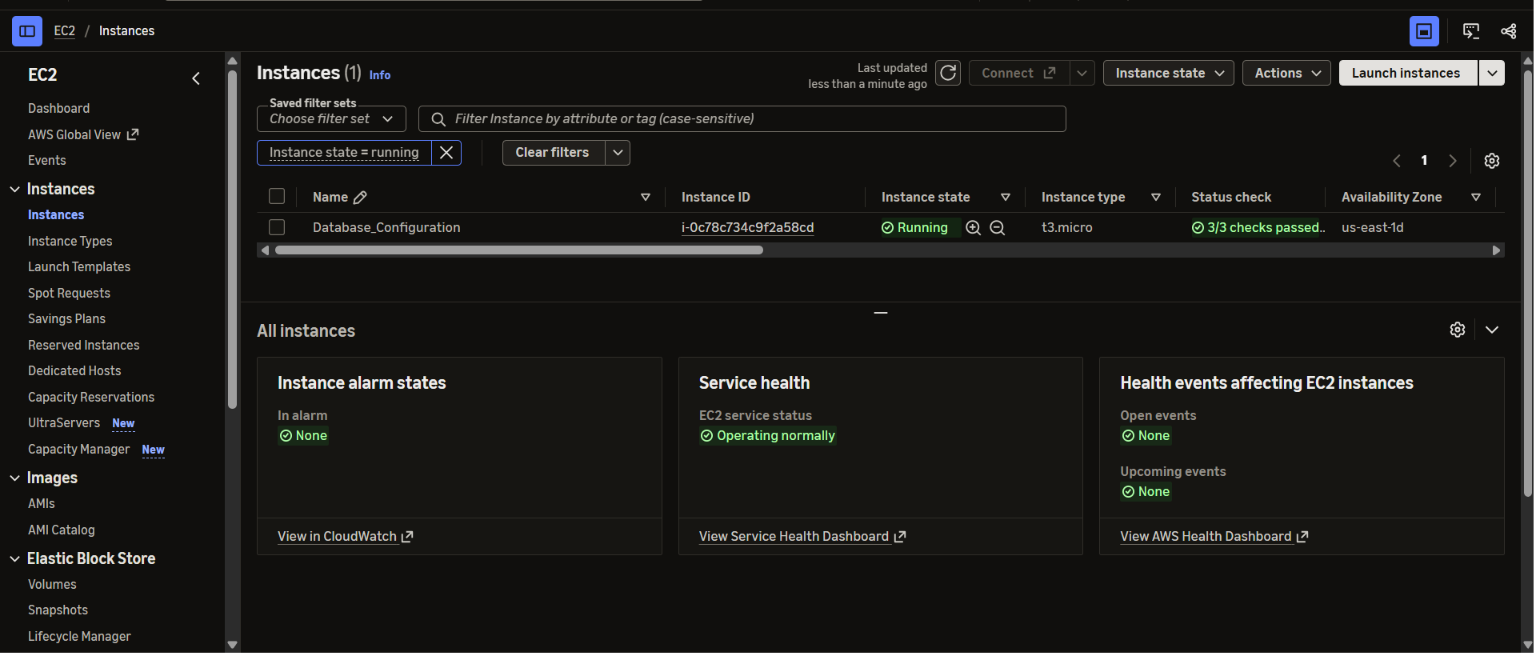 EC2 / Instances
EC2
Dashboard
AWS Global View
Events
Instances
Instances
Instance Types
Launch Templates
Spot Requests
Savings Plans
Reserved Instances
Dedicated Hosts
Capacity Reservations
UltraServers New
Capacity Manager New
Images
AMIs
AMI Catalog
Elastic Block Store
Volumes
Snapshots
Lifecycle Manager
Instances (1) Info
Last updated
less than a minute ago
Connect
Instance state
Actions
Launch instances
Saved filter sets
Choose filter set
Filter Instance by attribute or tag (case-sensitive)
Instance state = running
Clear filters
1
Name Instance ID Instance state Instance type Status check Availability Zone
Database_Configuration i-0c78c734c9f2a58cd Running t3.micro 3/3 checks passed.. us-east-1d
All instances
Instance alarm states
In alarm
None
View in CloudWatch
Service health
EC2 service status
Operating normally
View Service Health Dashboard
Health events affecting EC2 instances
Open events
None
Upcoming events
None
View AWS Health Dashboard